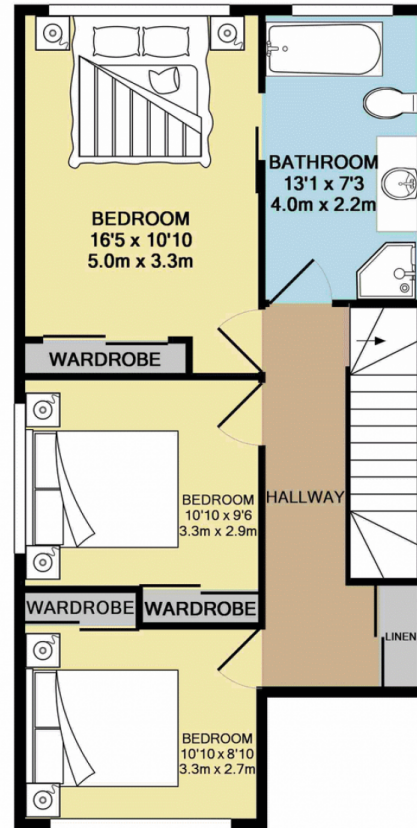 BATHROOM
13'1 x 7'3
4.0m x 2.2m
BEDROOM
16'5 x 10'10
5.0m x 3.3m
WARDROBE
BEDROOM
10'10 x 9'6
3.3m x 2.9m
HALLWAY
WARDROBE
WARDROBE
LINEN
BEDROOM
10'10 x 8'10
3.3m x 2.7m